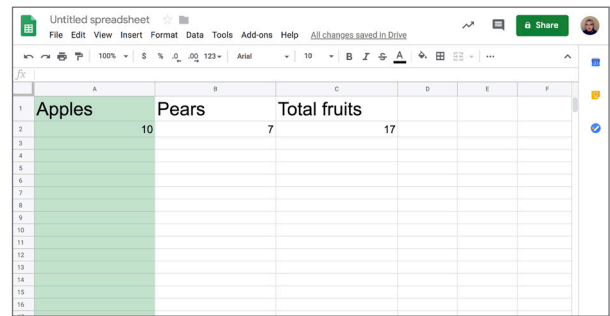 Untitled spreadsheet
File Edit View Insert Format Data Tools Add-ons Help All changes saved in Drive
Share
100% $ % .0 .00 123 Arial 10 B I S A
fx
A B C D E F
1 Apples Pears Total fruits
2 10 7 17
3
4
5
6
7
8
9
10
11
12
13
14
15
16